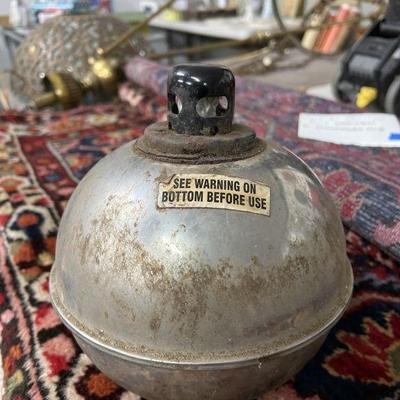 SEE WARNING ON
BOTTOM BEFORE USE